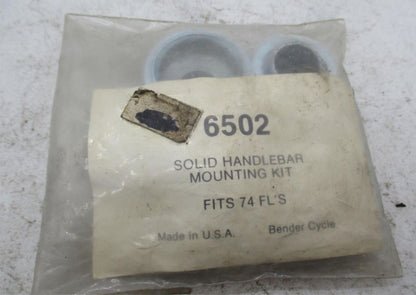 6502
SOLID HANDLEBAR
MOUNTING KIT
FITS 74 FL'S
Made in U.S.A. Bender Cycle